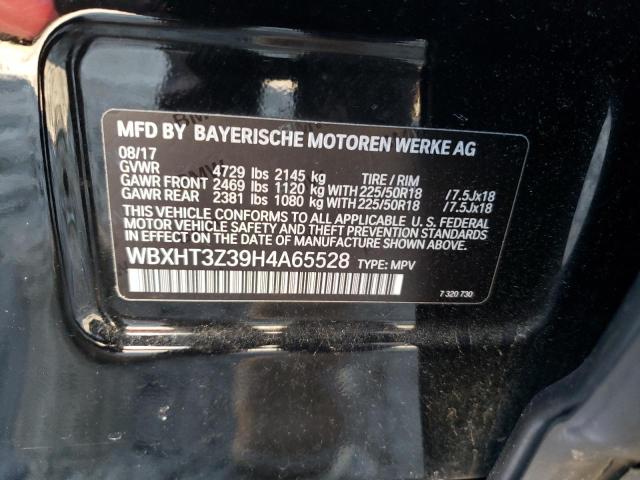 MFD BY BAYERISCHE MOTOREN WERKE AG
08/17
GVWR 4729 lbs 2145 kg TIRE / RIM
GAWR FRONT 2469 lbs 1120 kg WITH 225/50R18 /7.5Jx18
GAWR REAR 2381 lbs 1080 kg WITH 225/50R18 /7.5Jx18
THIS VEHICLE CONFORMS TO ALL APPLICABLE U. S. FEDERAL
MOTOR VEHICLE SAFETY AND THEFT PREVENTION STANDARDS
IN EFFECT ON THE DATE OF MANUFACTURE SHOWN ABOVE.
WBXHT3Z39H4A65528 TYPE: MPV
7 320 730